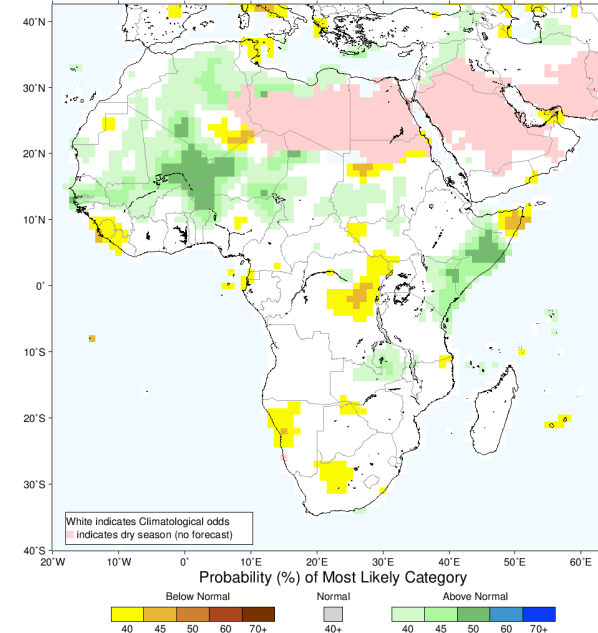 40°N
30°N
20°N
10°N
0°
10°S
20°S
30°S
40°S
White indicates Climatological odds
indicates dry season (no forecast)
20°W 10°W 0° 10°E 20°E 30°E 40°E 50°E 60°E
Probability (%) of Most Likely Category
Below Normal Normal Above Normal
40 45 50 60 70+ 40+ 40 45 50 60 70+